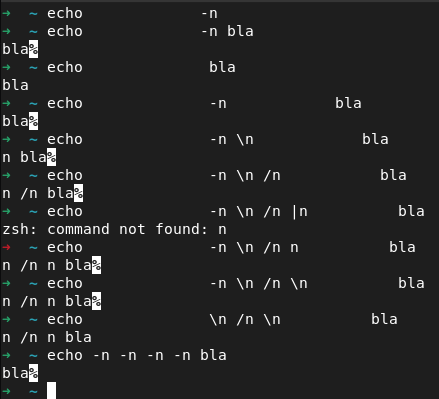 ➜  ~ echo             -n
➜  ~ echo             -n bla
bla%
➜  ~ echo              bla
bla
➜  ~ echo              -n            bla
bla%
➜  ~ echo              -n \n            bla
n bla%
➜  ~ echo              -n \n /n           bla
n /n bla%
➜  ~ echo              -n \n /n |n          bla
zsh: command not found: n
➜  ~ echo              -n \n /n n          bla
n /n n bla%
➜  ~ echo              -n \n /n \n          bla
n /n n bla%
➜  ~ echo              \n /n \n          bla
n /n n bla
➜  ~ echo -n -n -n -n bla
bla%
➜  ~